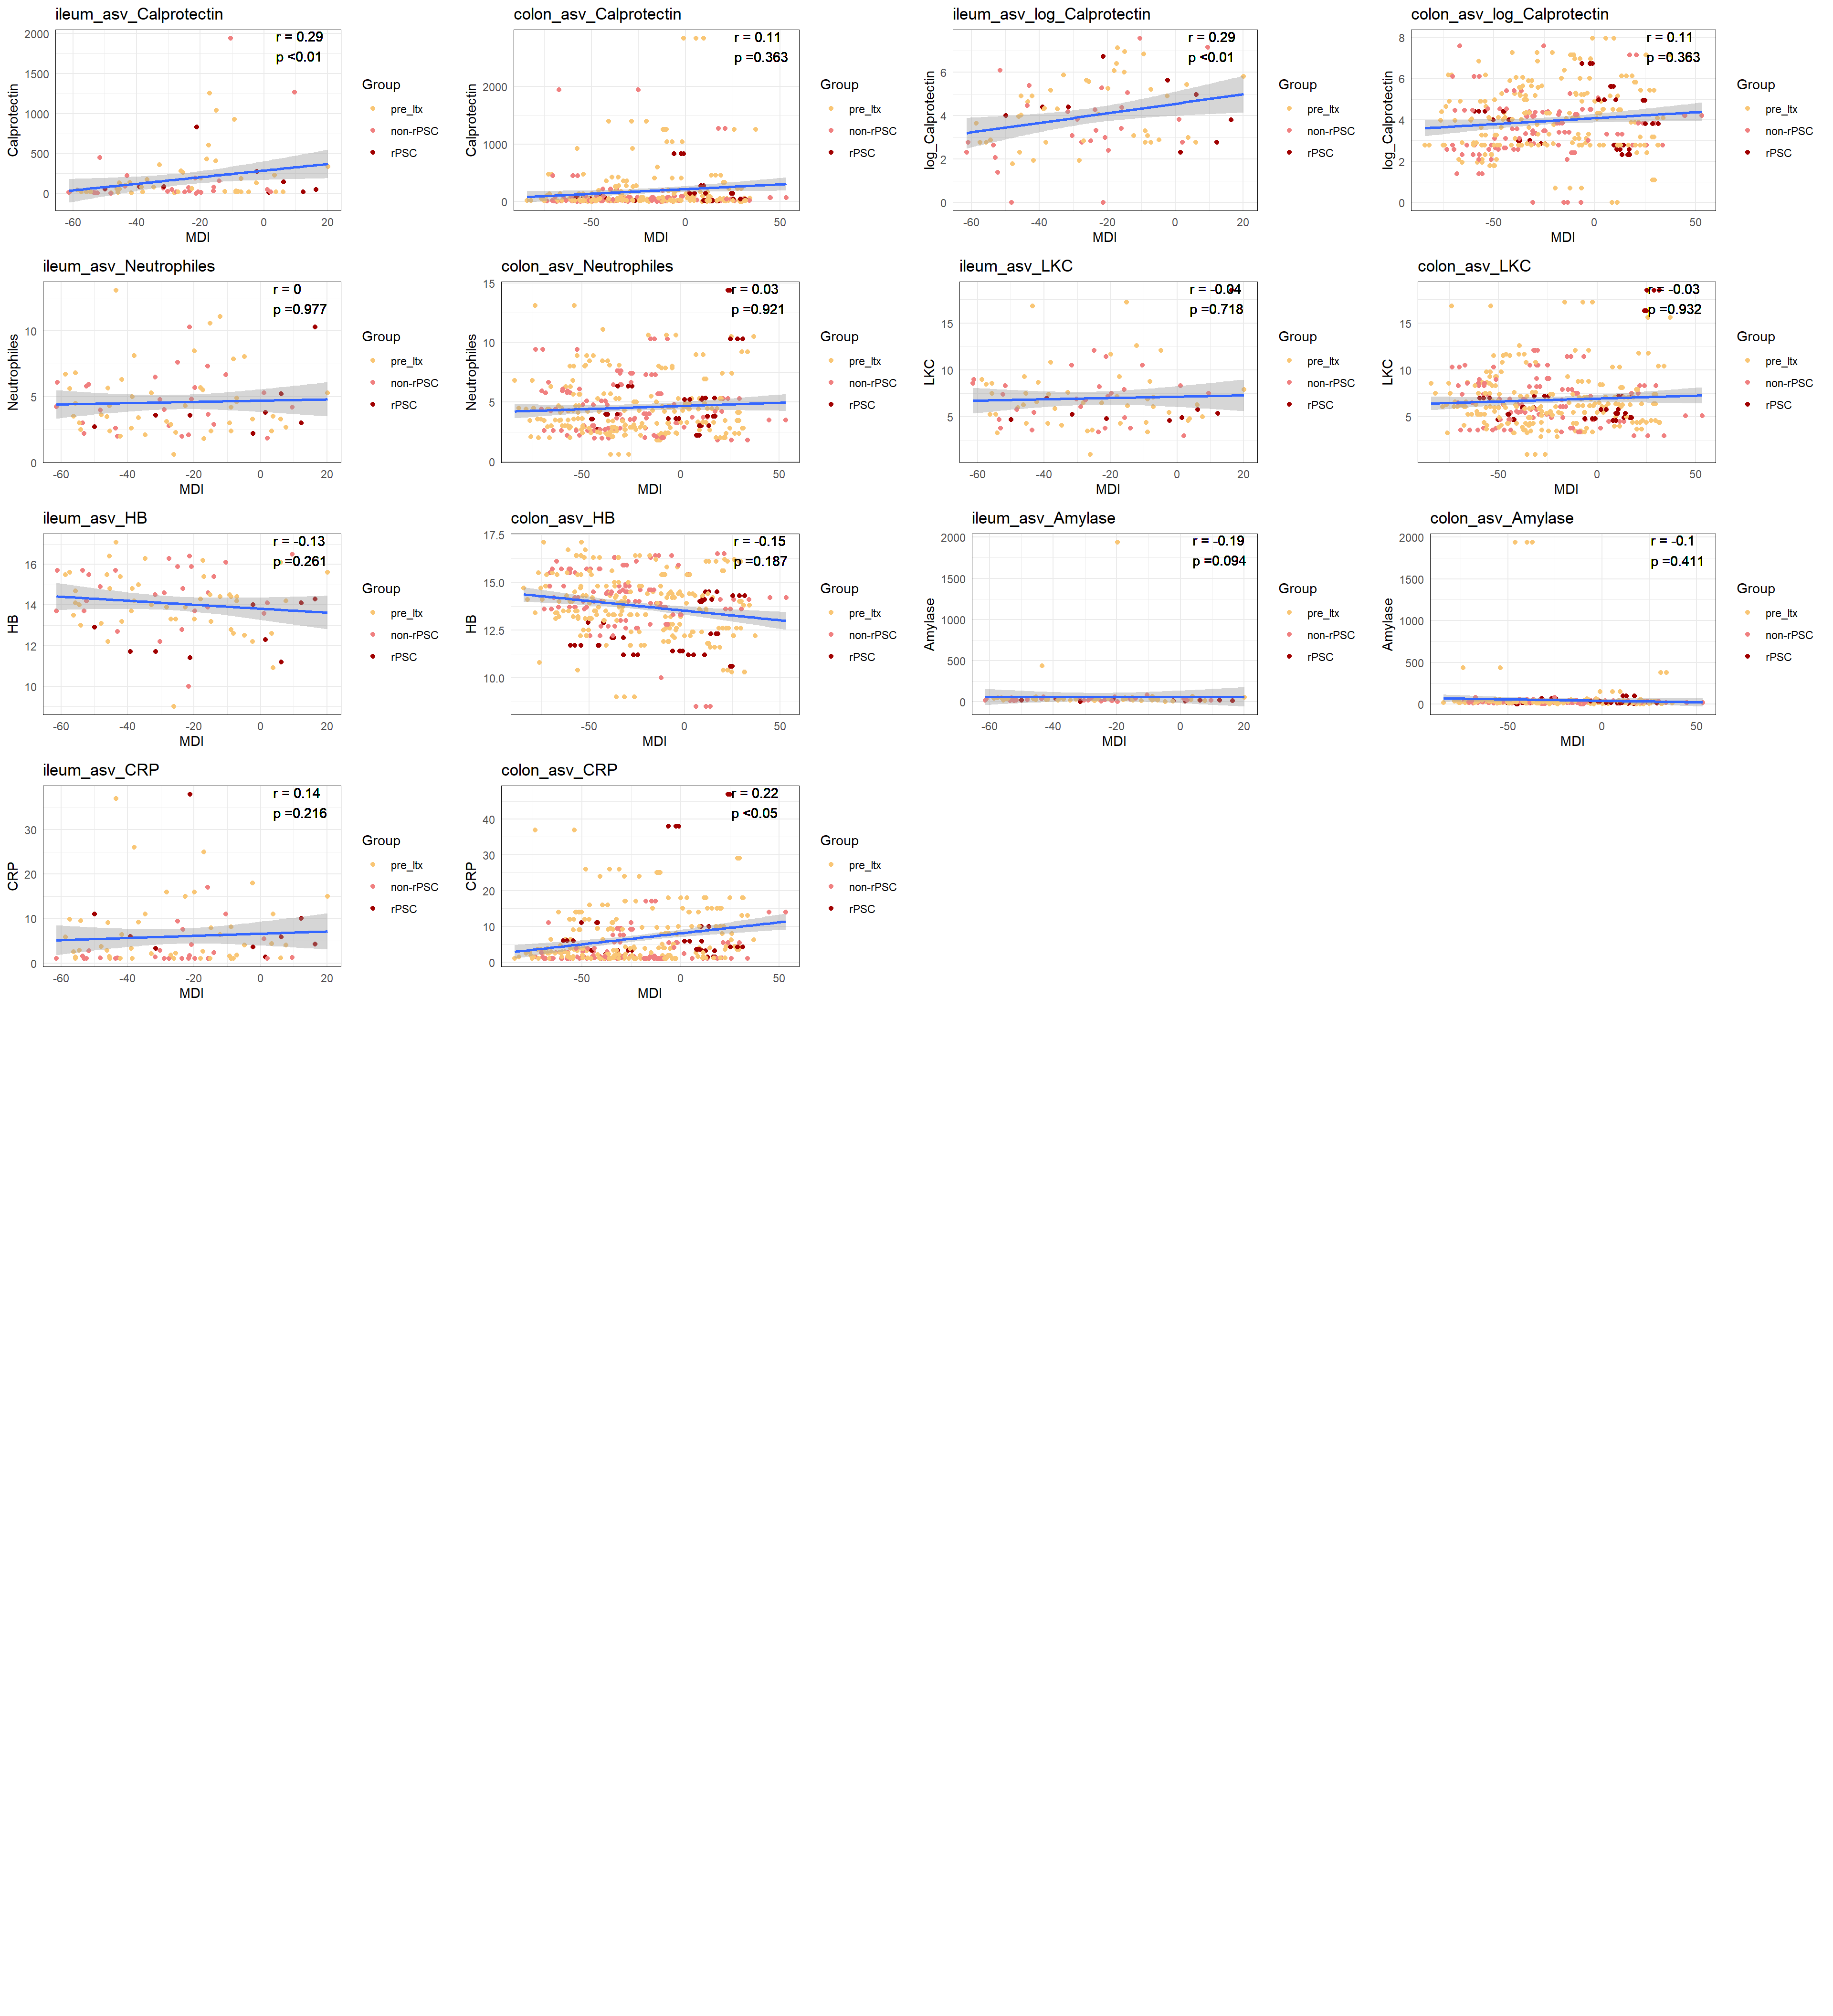 ileum_asv_Calprotectin
r = 0.29
p <0.01
2000
1500
1000
500
0
Calprotectin
-60
-40
-20
0
20
MDI
Group
pre_ltx
non-rPSC
rPSC
colon_asv_Calprotectin
r = 0.11
p =0.363
2000
1000
0
Calprotectin
-50
0
MDI
50
Group
pre_ltx
non-rPSC
rPSC
ileum_asv_log_Calprotectin
r = 0.29
p <0.01
6
4
2
0
log_Calprotectin
-60
-40
-20
0
20
MDI
Group
pre_ltx
non-rPSC
rPSC
colon_asv_log_Calprotectin
r = 0.11
p =0.363
8
6
4
2
0
log_Calprotectin
-50
0
50
MDI
Group
pre_ltx
non-rPSC
rPSC
ileum_asv_Neutrophiles
r = 0
p =0.977
10
5
0
Neutrophiles
-60
-40
-20
0
20
MDI
Group
pre_ltx
non-rPSC
rPSC
colon_asv_Neutrophiles
r = 0.03
p =0.921
15
10
5
0
Neutrophiles
-50
0
50
MDI
Group
pre_ltx
non-rPSC
rPSC
ileum_asv_LKC
r = -0.04
p =0.718
15
10
5
LKC
-60
-40
-20
0
20
MDI
Group
pre_ltx
non-rPSC
rPSC
colon_asv_LKC
r = -0.03
p =0.932
15
10
5
LKC
-50
0
50
MDI
Group
pre_ltx
non-rPSC
rPSC
ileum_asv_HB
r = -0.13
p =0.261
16
14
12
10
HB
-60
-40
-20
0
20
MDI
Group
pre_ltx
non-rPSC
rPSC
colon_asv_HB
r = -0.15
p =0.187
17.5
15.0
12.5
10.0
HB
-50
0
50
MDI
Group
pre_ltx
non-rPSC
rPSC
ileum_asv_Amylase
r = -0.19
p =0.094
2000
1500
1000
500
0
Amylase
-60
-40
-20
0
20
MDI
Group
pre_ltx
non-rPSC
rPSC
colon_asv_Amylase
r = -0.1
p =0.411
2000
1500
1000
500
0
Amylase
-50
0
50
MDI
Group
pre_ltx
non-rPSC
rPSC
ileum_asv_CRP
r = 0.14
p =0.216
30
20
10
0
CRP
-60
-40
-20
0
20
MDI
Group
pre_ltx
non-rPSC
rPSC
colon_asv_CRP
r = 0.22
p <0.05
40
30
20
10
0
CRP
-50
0
50
MDI
Group
pre_ltx
non-rPSC
rPSC